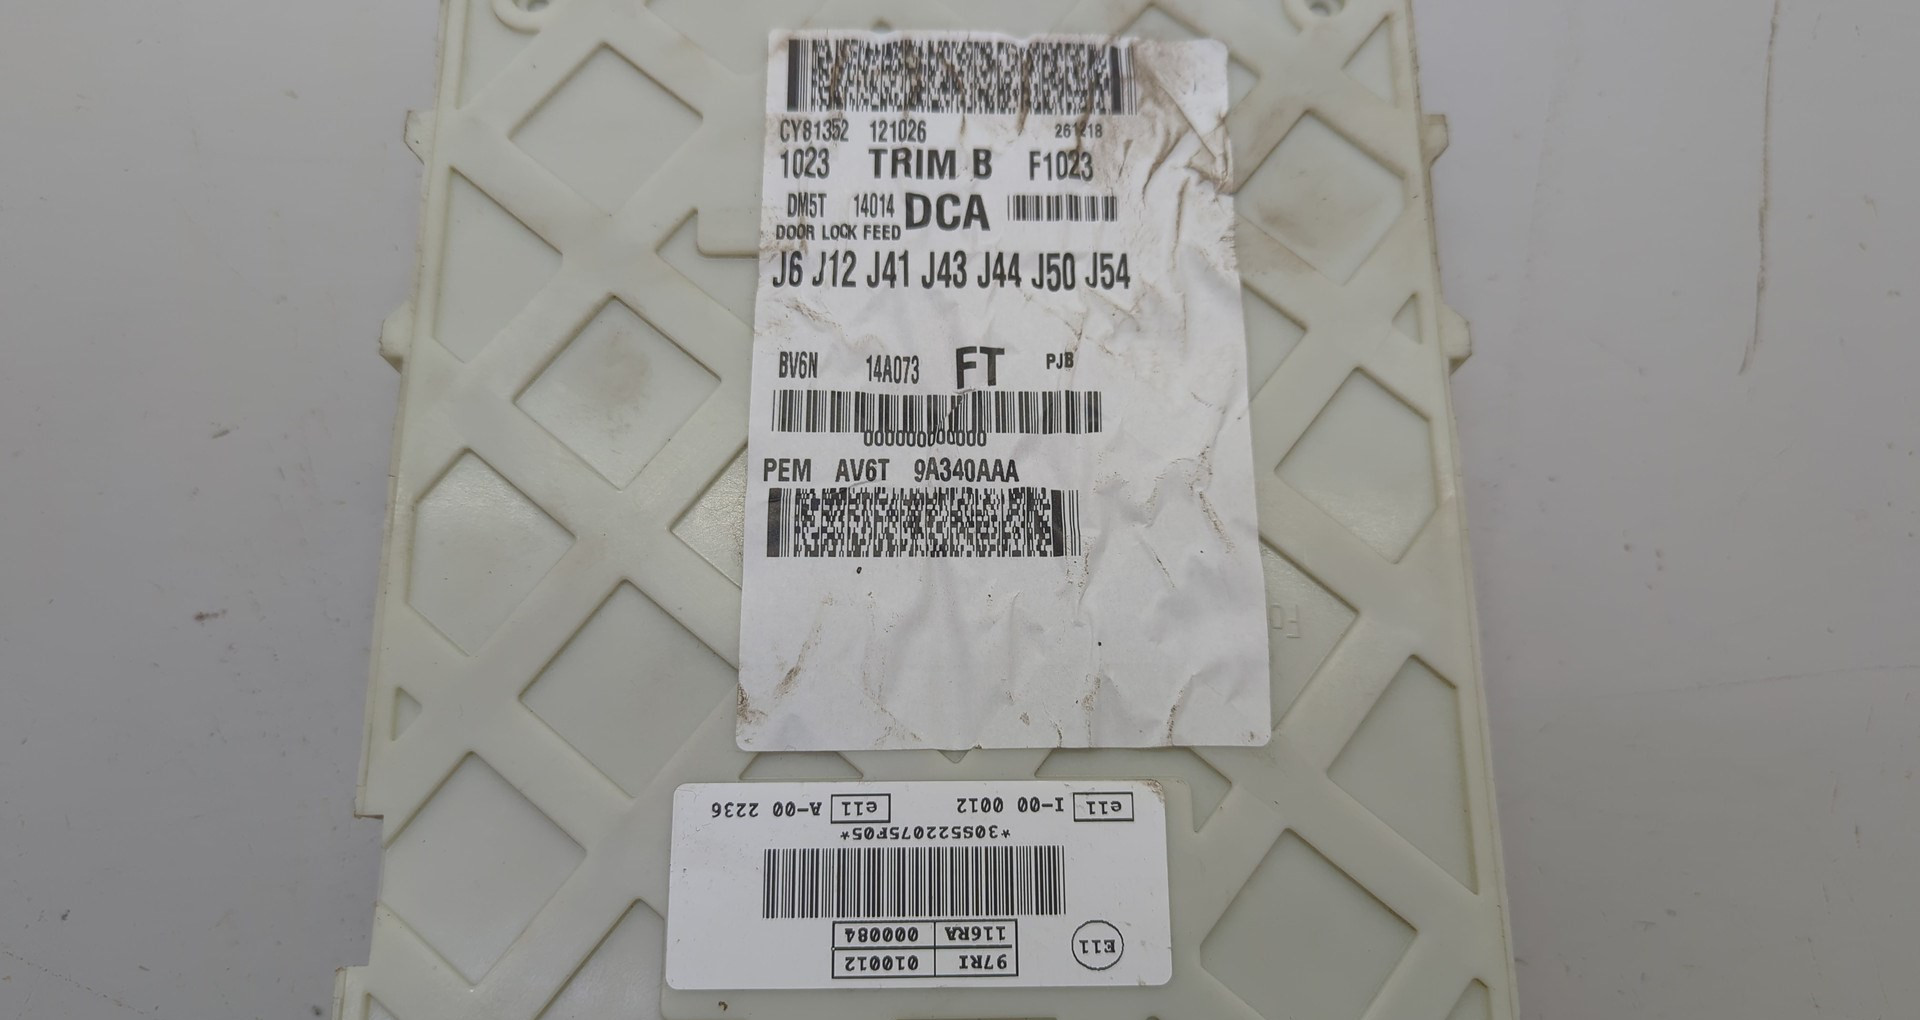 CY81352 121026 261218
1023 TRIM B F1023
DM5T 14014 DCA
DOOR LOCK FEED
J6 J12 J41 J43 J44 J50 J54
BV6N 14A073 FT PJB
000000000000
PEM AV6T 9A340AAA
E11
97RI 010012
116RA 000084
*30S522075F05*
e11 I-00 0012 e11 A-00 2236